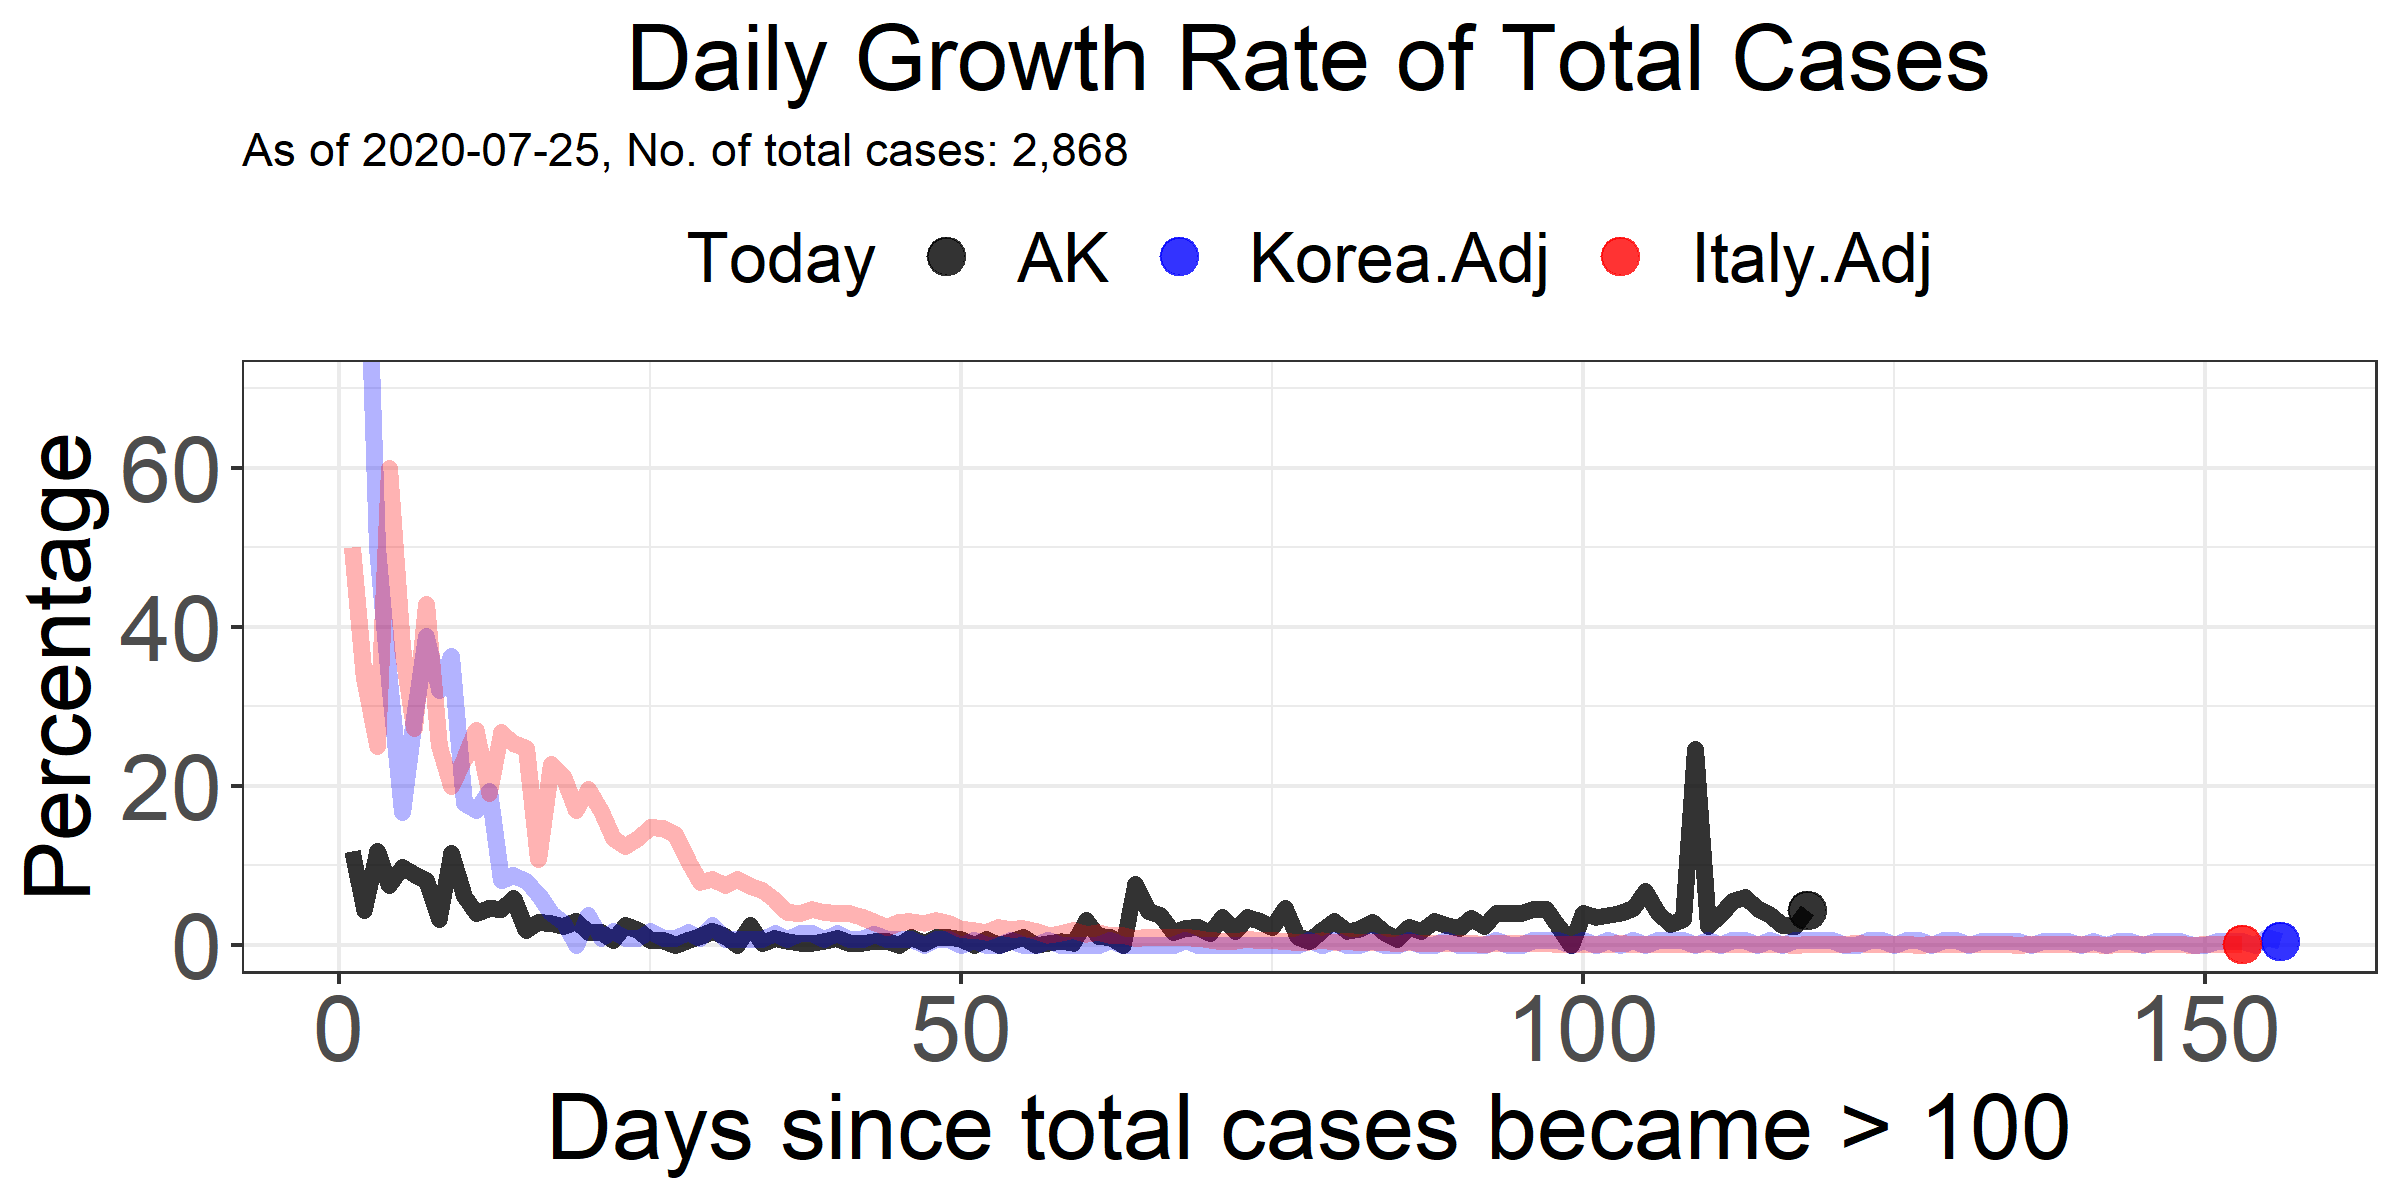 Daily Growth Rate of Total Cases
As of 2020-07-25, No. of total cases: 2,868
Today AK Korea.Adj Italy.Adj
Percentage
60
40
20
0
0 50 100 150
Days since total cases became > 100